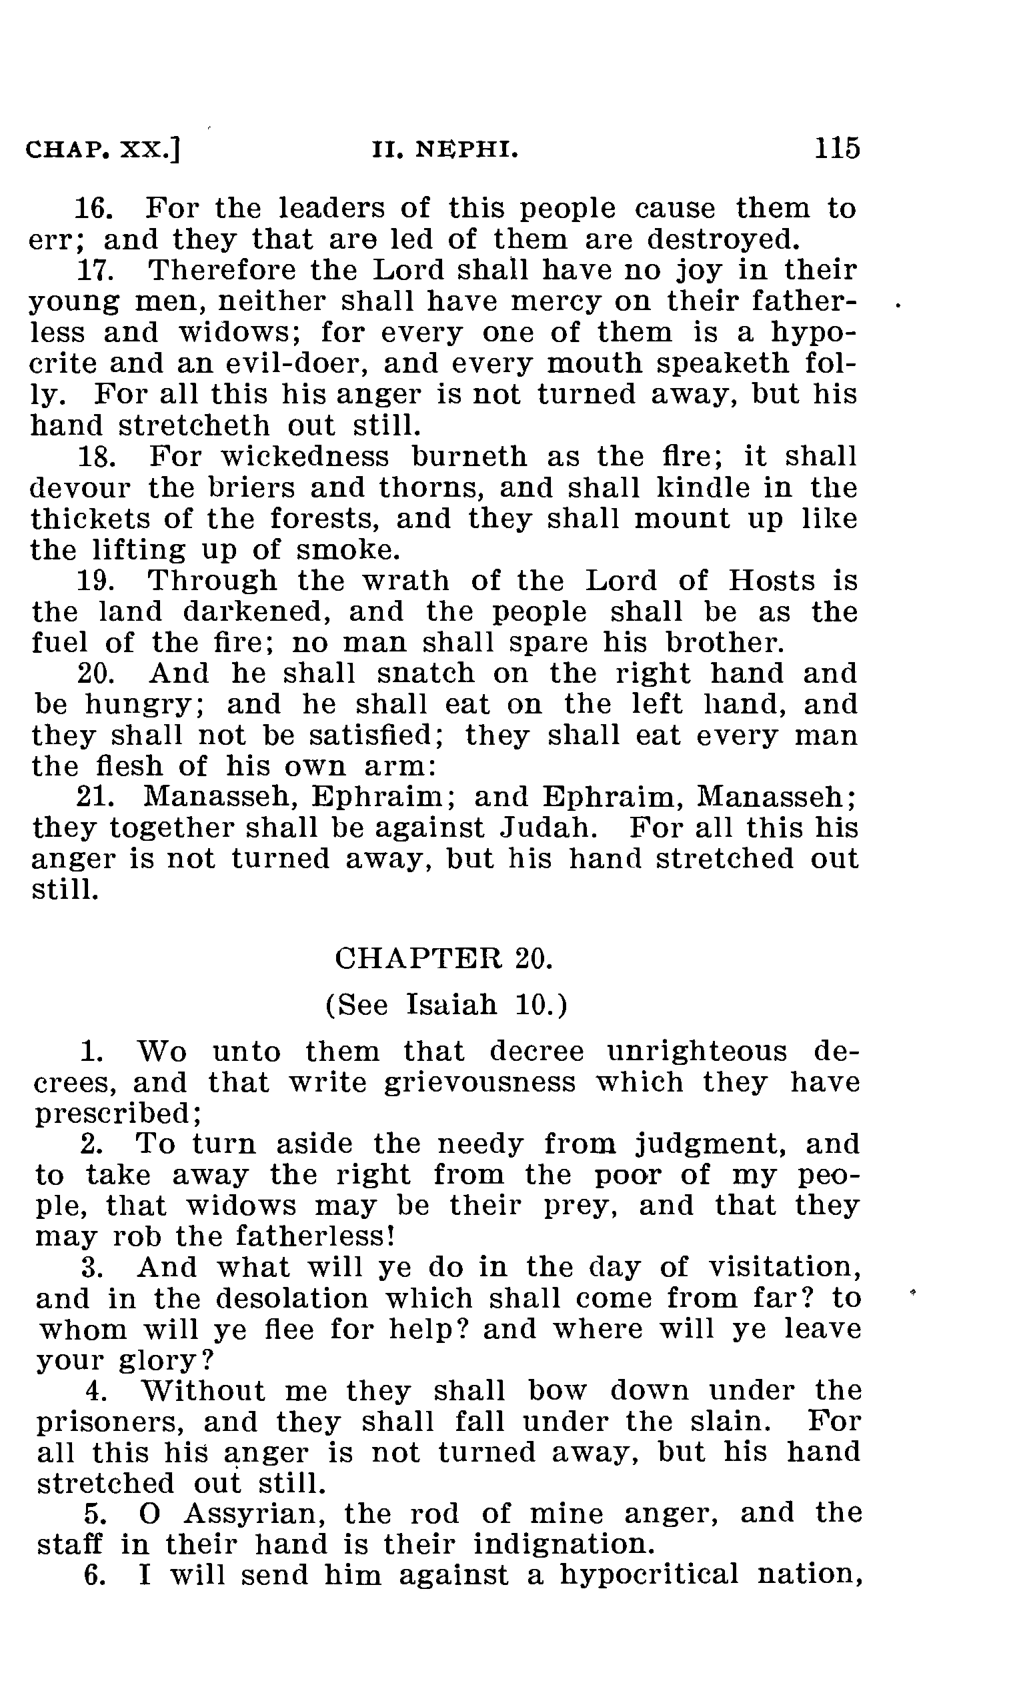 CHAP. XX.] II. NEPHI. 115
16. For the leaders of this people cause them to
err; and they that are led of them are destroyed.
17. Therefore the Lord shall have no joy in their
young men, neither shall have mercy on their father-
less and widows; for every one of them is a hypo-
crite and an evil-doer, and every mouth speaketh fol-
ly. For all this his anger is not turned away, but his
hand stretcheth out still.
18. For wickedness burneth as the fire; it shall
devour the briers and thorns, and shall kindle in the
thickets of the forests, and they shall mount up like
the lifting up of smoke.
19. Through the wrath of the Lord of Hosts is
the land darkened, and the people shall be as the
fuel of the fire; no man shall spare his brother.
20. And he shall snatch on the right hand and
be hungry; and he shall eat on the left hand, and
they shall not be satisfied; they shall eat every man
the flesh of his own arm:
21. Manasseh, Ephraim; and Ephraim, Manasseh;
they together shall be against Judah. For all this his
anger is not turned away, but his hand stretched out
still.
CHAPTER 20.
(See Isaiah 10.)
1. Wo unto them that decree unrighteous de-
crees, and that write grievousness which they have
prescribed;
2. To turn aside the needy from judgment, and
to take away the right from the poor of my peo-
ple, that widows may be their prey, and that they
may rob the fatherless!
3. And what will ye do in the day of visitation,
and in the desolation which shall come from far? to
whom will ye flee for help? and where will ye leave
your glory?
4. Without me they shall bow down under the
prisoners, and they shall fall under the slain. For
all this his anger is not turned away, but his hand
stretched out still.
5. O Assyrian, the rod of mine anger, and the
staff in their hand is their indignation.
6. I will send him against a hypocritical nation,